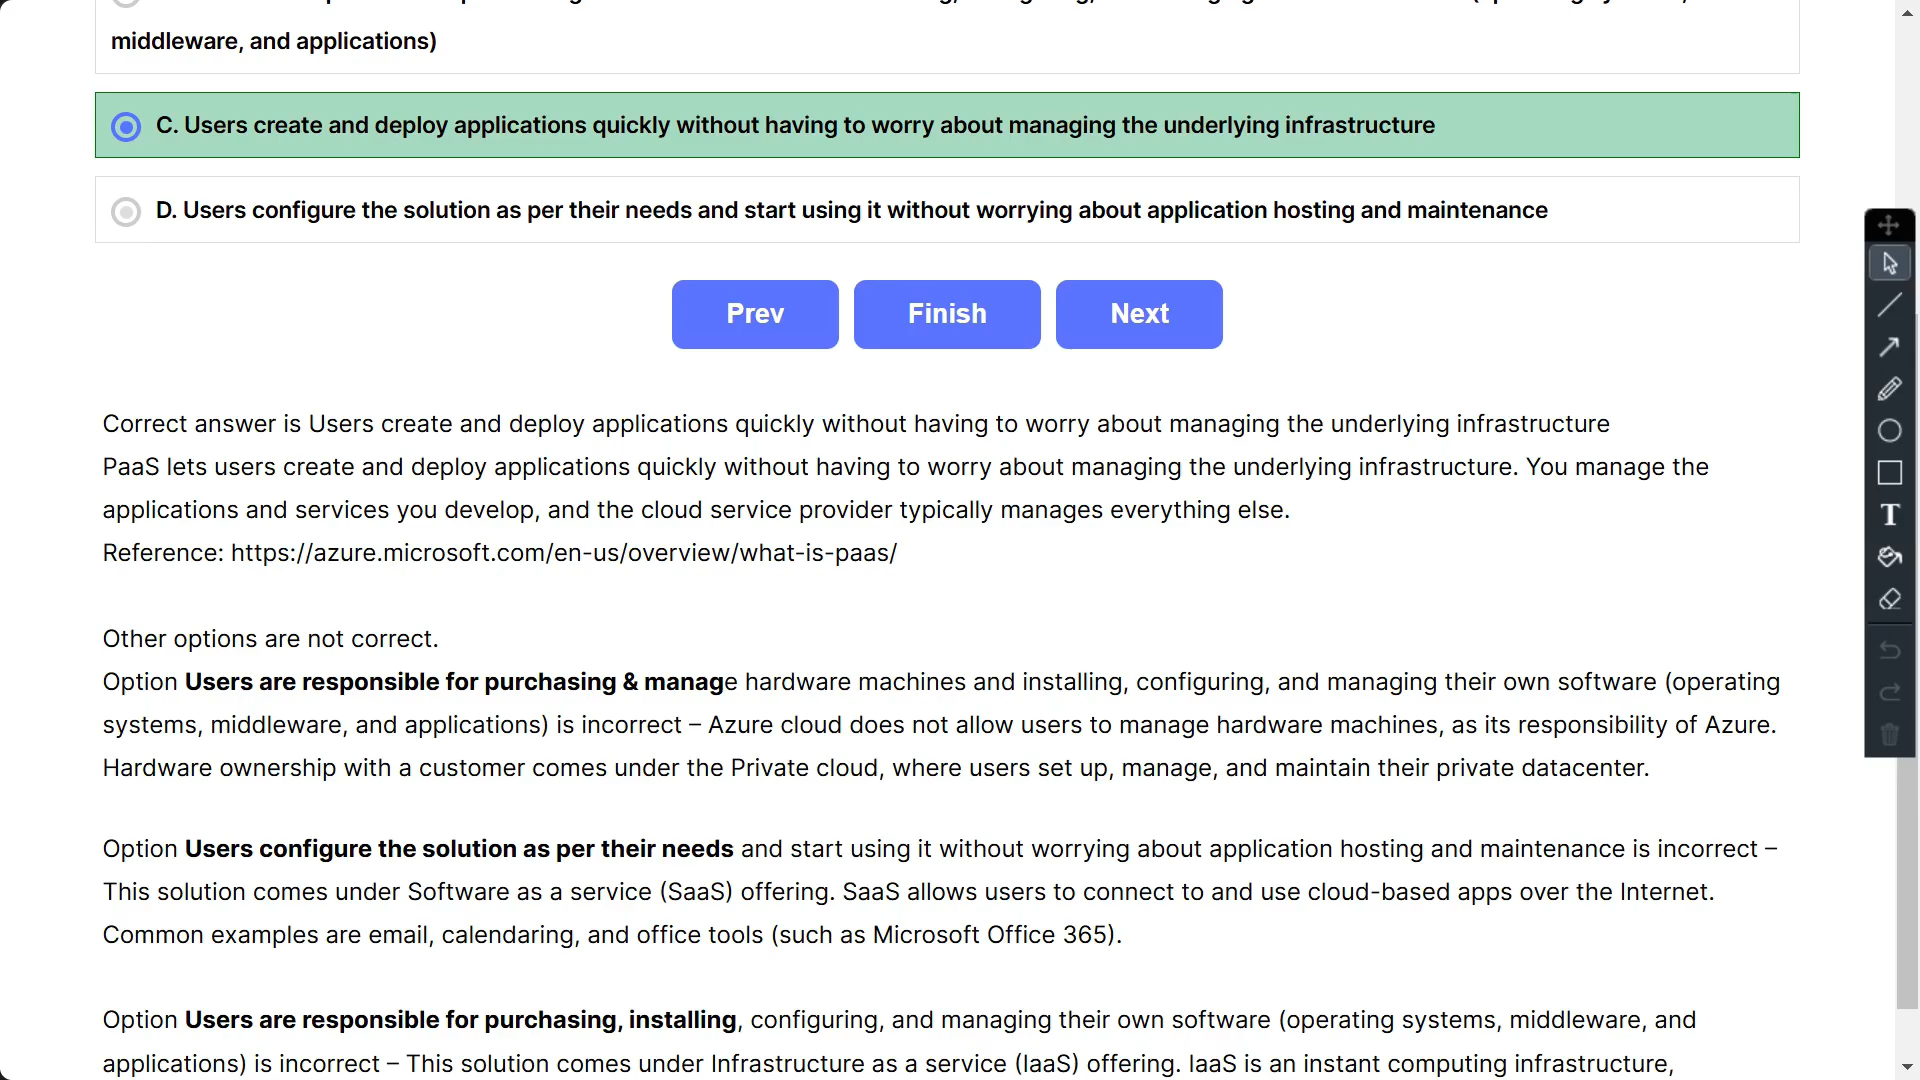 middleware, and applications)
C. Users create and deploy applications quickly without having to worry about managing the underlying infrastructure
D. Users configure the solution as per their needs and start using it without worrying about application hosting and maintenance
Prev Finish Next
Correct answer is Users create and deploy applications quickly without having to worry about managing the underlying infrastructure
PaaS lets users create and deploy applications quickly without having to worry about managing the underlying infrastructure. You manage the
applications and services you develop, and the cloud service provider typically manages everything else.
Reference: https://azure.microsoft.com/en-us/overview/what-is-paas/
Other options are not correct.
Option Users are responsible for purchasing & manage hardware machines and installing, configuring, and managing their own software (operating
systems, middleware, and applications) is incorrect – Azure cloud does not allow users to manage hardware machines, as its responsibility of Azure.
Hardware ownership with a customer comes under the Private cloud, where users set up, manage, and maintain their private datacenter.
Option Users configure the solution as per their needs and start using it without worrying about application hosting and maintenance is incorrect –
This solution comes under Software as a service (SaaS) offering. SaaS allows users to connect to and use cloud-based apps over the Internet.
Common examples are email, calendaring, and office tools (such as Microsoft Office 365).
Option Users are responsible for purchasing, installing, configuring, and managing their own software (operating systems, middleware, and
applications) is incorrect – This solution comes under Infrastructure as a service (IaaS) offering. IaaS is an instant computing infrastructure,